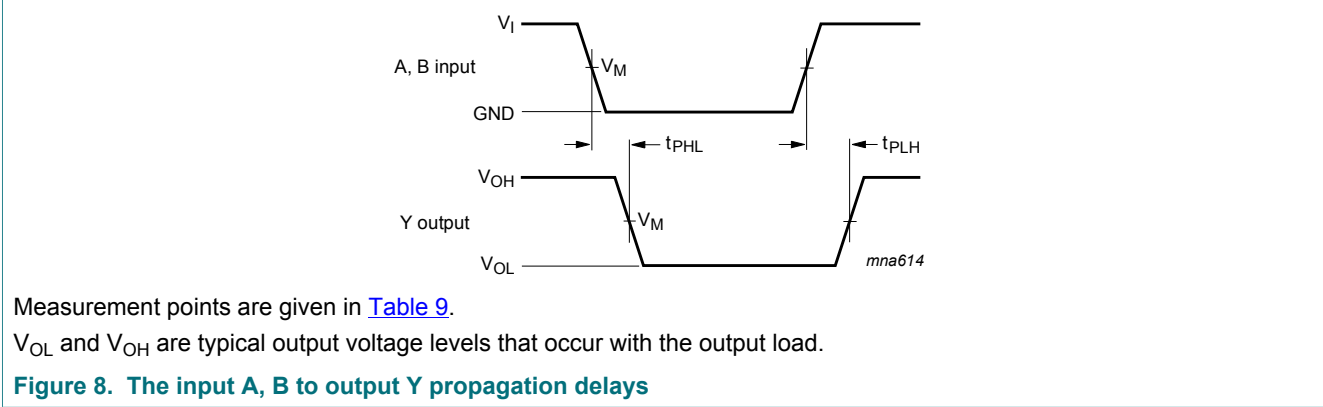 VI
A, B input
VM
GND
tPHL
tPLH
VOH
Y output
VM
VOL
mna614
Measurement points are given in Table 9.
VOL and VOH are typical output voltage levels that occur with the output load.
Figure 8. The input A, B to output Y propagation delays